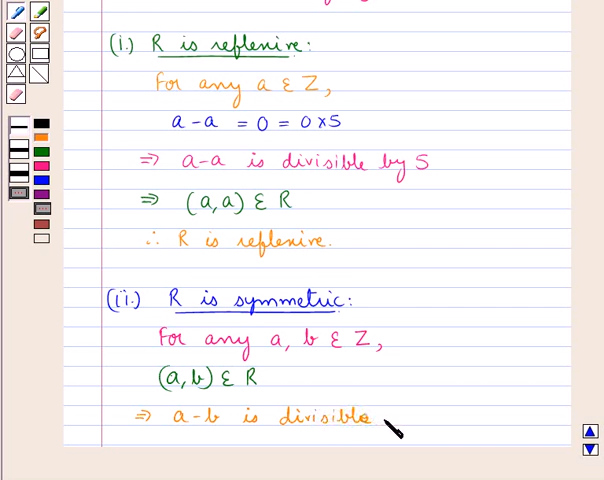 (i.) R is reflexive:
For any a ε Z,
a - a = 0 = 0 × 5
⇒ a-a is divisible by 5
⇒ (a, a) ε R
∴ R is reflexive.
(ii.) R is symmetric:
For any a, b ε Z,
(a, b) ε R
⇒ a-b is divisible